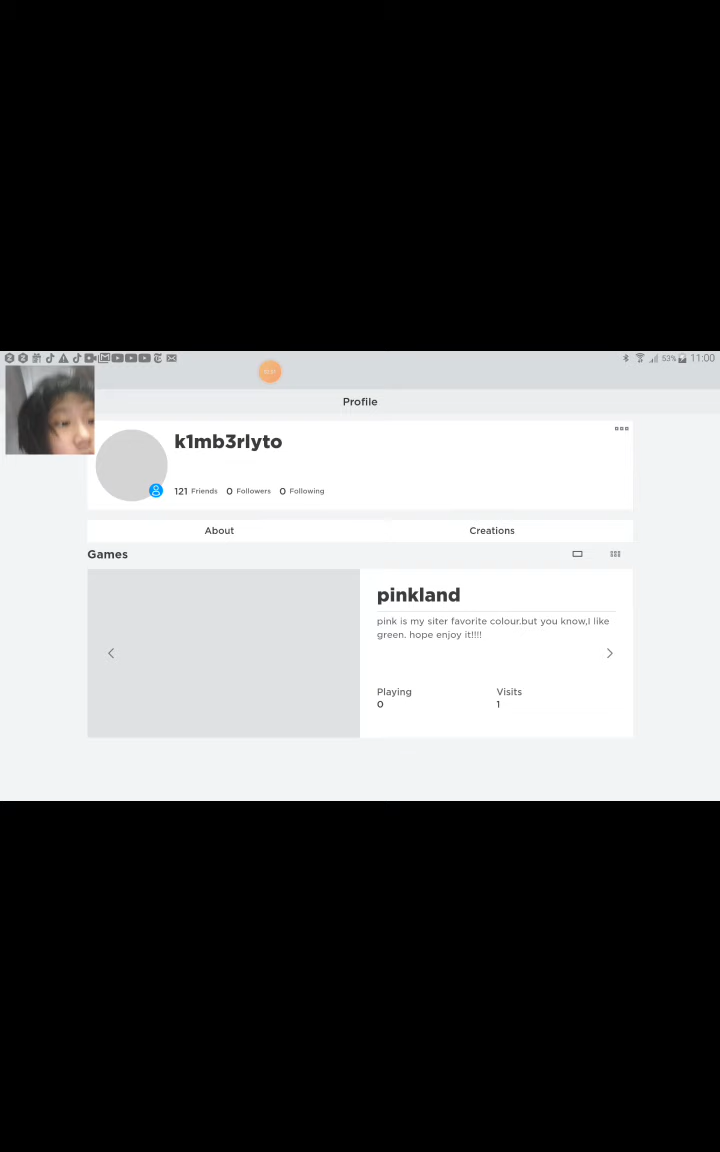 53% 11:00
Profile
k1mb3rlyto
121 Friends 0 Followers 0 Following
About Creations
Games
pinkland
pink is my siter favorite colour.but you know,I like
green. hope enjoy it!!!!
Playing Visits
0 1